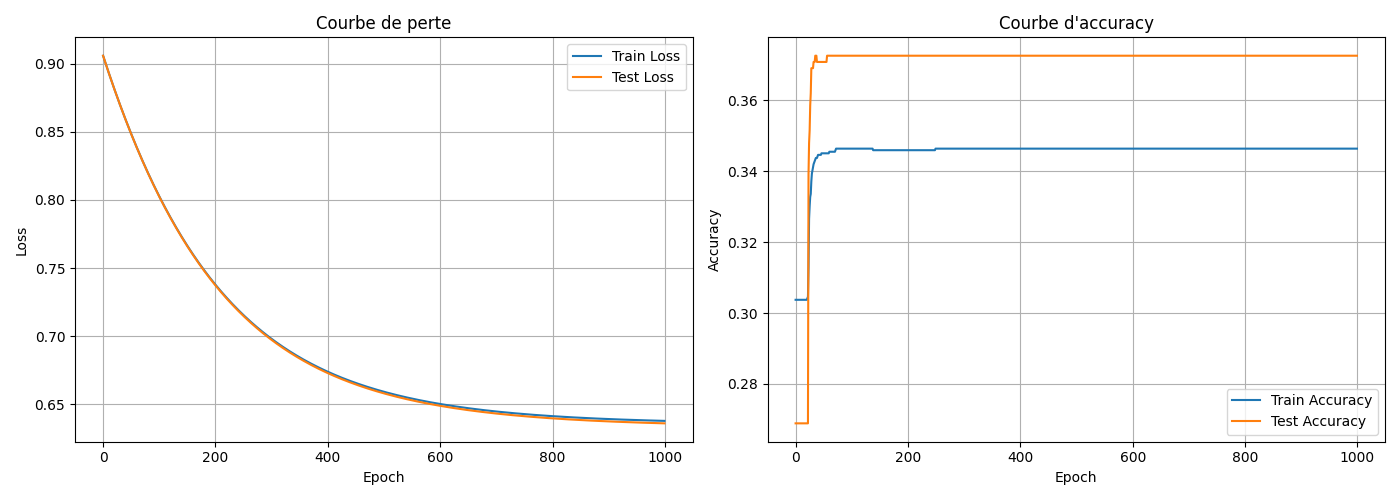 Courbe de perte
0.90
0.85
0.80
0.75
0.70
0.65
Loss
0 200 400 600 800 1000
Epoch
Train Loss
Test Loss
Courbe d'accuracy
0.36
0.34
0.32
0.30
0.28
Accuracy
0 200 400 600 800 1000
Epoch
Train Accuracy
Test Accuracy